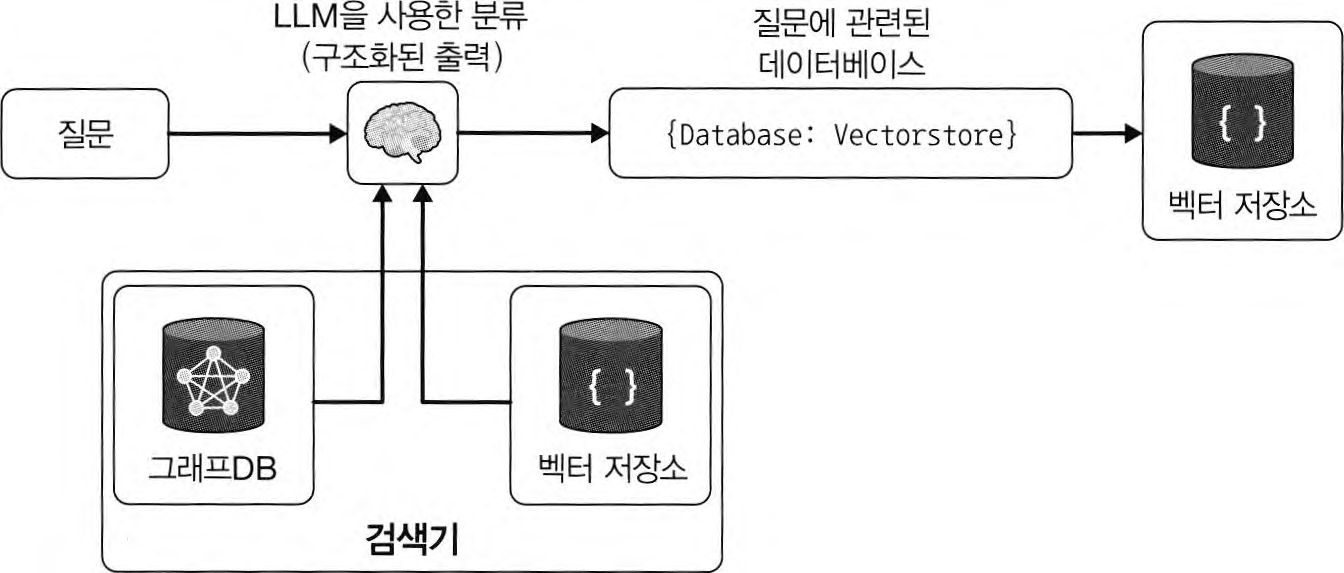 LLM을 사용한 분류
(구조화된 출력)
질문에 관련된
데이터베이스
질문
{Database: Vectorstore}
{ }
벡터 저장소
{ }
그래프DB
벡터 저장소
검색기